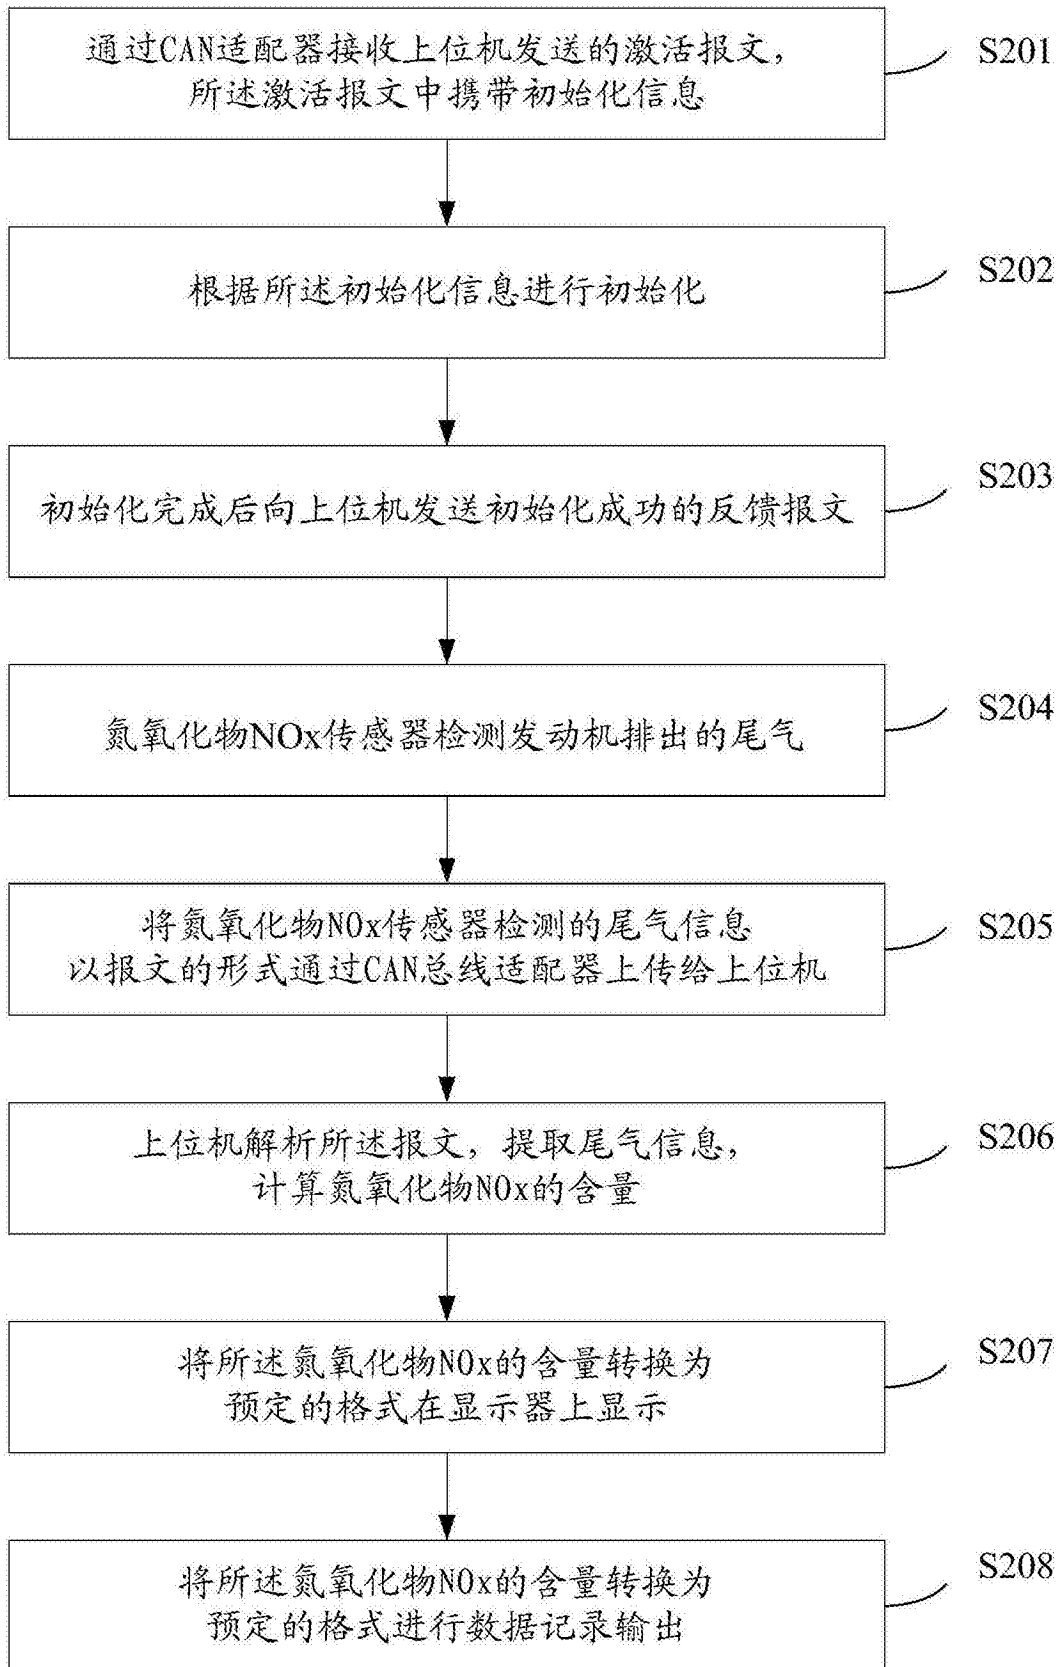 通过CAN适配器接收上位机发送的激活报文，
所述激活报文中携带初始化信息
S201
根据所述初始化信息进行初始化
S202
初始化完成后向上位机发送初始化成功的反馈报文
S203
氮氧化物NOx传感器检测发动机排出的尾气
S204
将氮氧化物NOx传感器检测的尾气信息
以报文的形式通过CAN总线适配器上传给上位机
S205
上位机解析所述报文，提取尾气信息，
计算氮氧化物NOx的含量
S206
将所述氮氧化物NOx的含量转换为
预定的格式在显示器上显示
S207
将所述氮氧化物NOx的含量转换为
预定的格式进行数据记录输出
S208